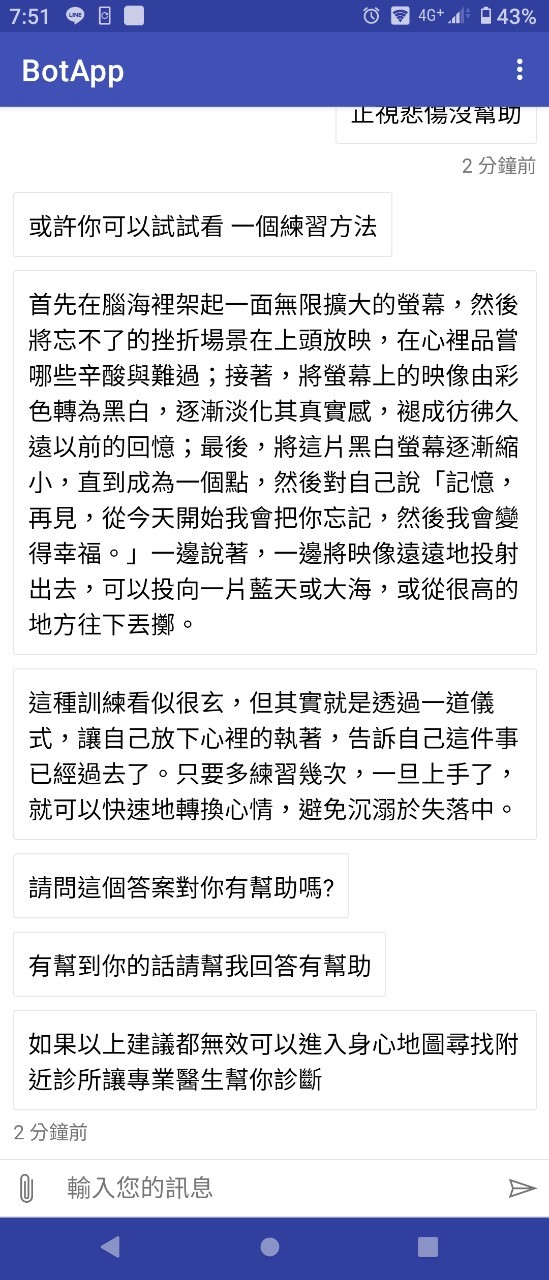 7:51
LINE
4G+
43%
BotApp
正視悲傷沒幫助
2 分鐘前
或許你可以試試看 一個練習方法
首先在腦海裡架起一面無限擴大的螢幕，然後
將忘不了的挫折場景在上頭放映，在心裡品嘗
哪些辛酸與難過；接著，將螢幕上的映像由彩
色轉為黑白，逐漸淡化其真實感，褪成彷彿久
遠以前的回憶；最後，將這片黑白螢幕逐漸縮
小，直到成為一個點，然後對自己說「記憶，
再見，從今天開始我會把你忘記，然後我會變
得幸福。」一邊說著，一邊將映像遠遠地投射
出去，可以投向一片藍天或大海，或從很高的
地方往下丟擲。
這種訓練看似很玄，但其實就是透過一道儀
式，讓自己放下心裡的執著，告訴自己這件事
已經過去了。只要多練習幾次，一旦上手了，
就可以快速地轉換心情，避免沉溺於失落中。
請問這個答案對你有幫助嗎?
有幫到你的話請幫我回答有幫助
如果以上建議都無效可以進入身心地圖尋找附
近診所讓專業醫生幫你診斷
2 分鐘前
輸入您的訊息